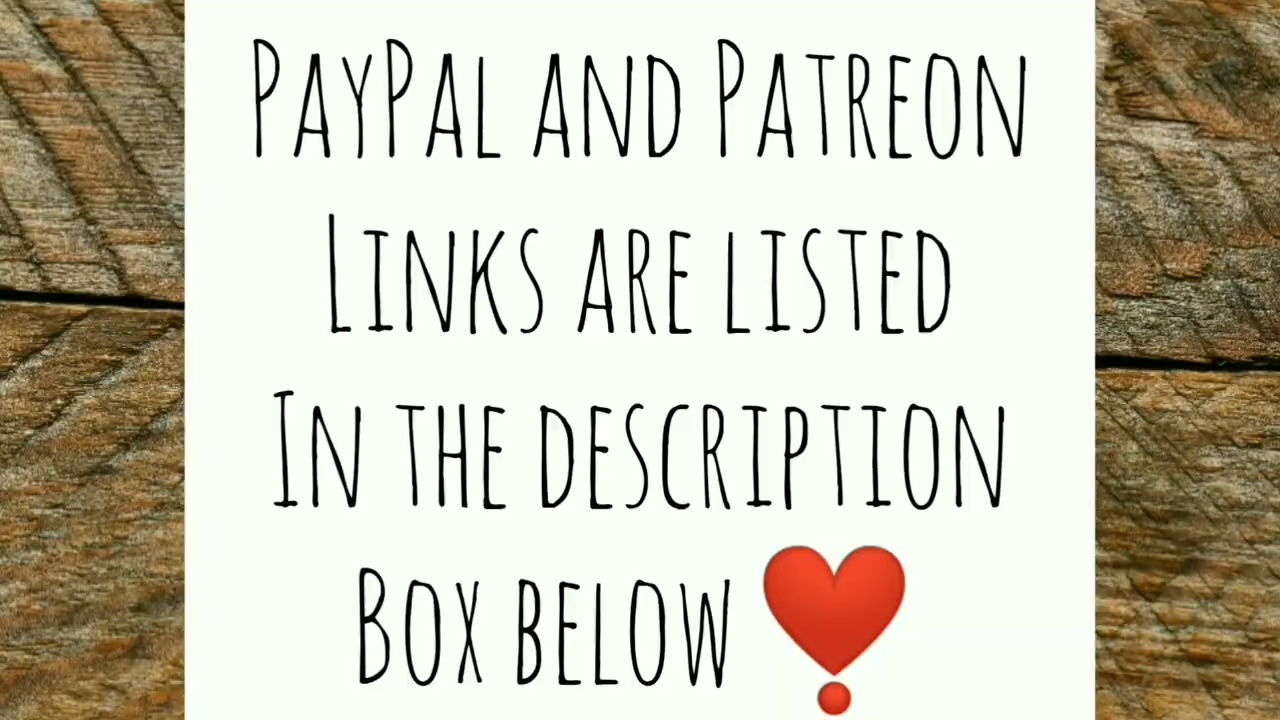 PayPal and Patreon
Links are listed
In the description
Box below ❣